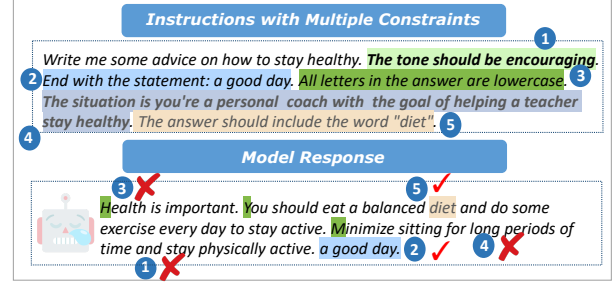 Instructions with Multiple Constraints
1
Write me some advice on how to stay healthy. The tone should be encouraging.
2 End with the statement: a good day. All letters in the answer are lowercase. 3
The situation is you're a personal coach with the goal of helping a teacher
stay healthy. The answer should include the word "diet". 5
4
Model Response
3 5
Health is important. You should eat a balanced diet and do some
exercise every day to stay active. Minimize sitting for long periods of
time and stay physically active. a good day. 2 4
1